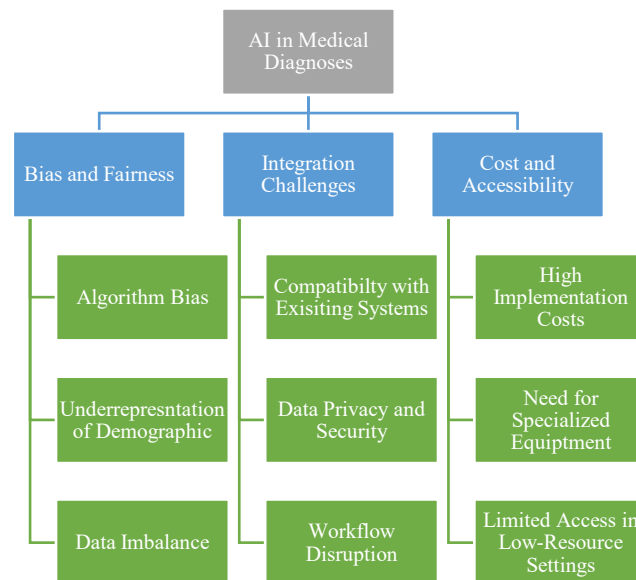 AI in Medical
Diagnoses
Bias and Fairness
Integration
Challenges
Cost and
Accessibility
Algorithm Bias
Compatibilty with
Exisiting Systems
High
Implementation
Costs
Underrepresntation
of Demographic
Data Privacy and
Security
Need for
Specialized
Equiptment
Data Imbalance
Workflow
Disruption
Limited Access in
Low-Resource
Settings